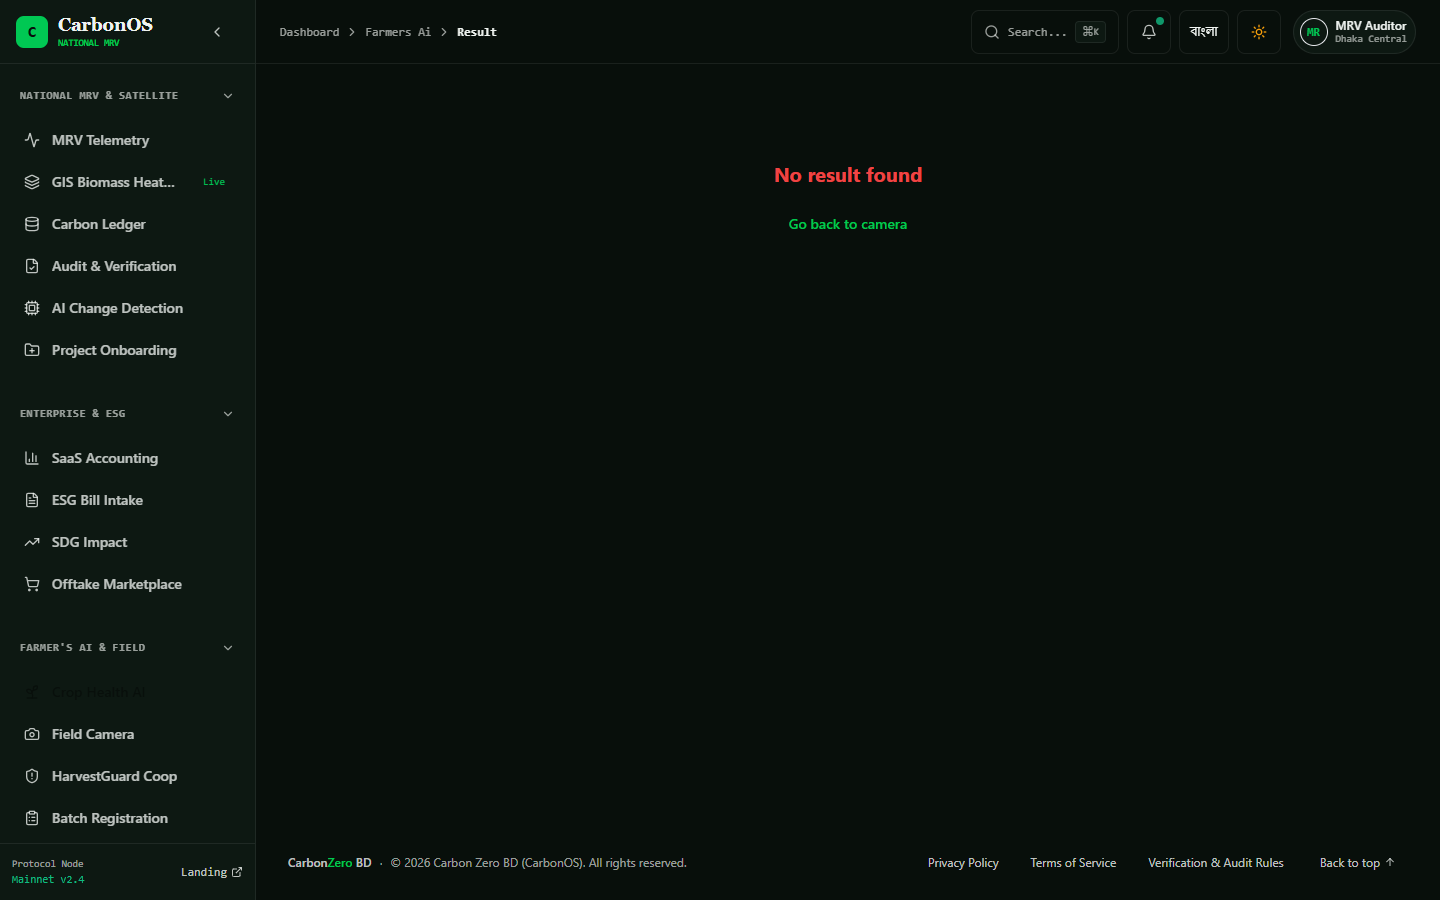 C
CarbonOS
NATIONAL MRV
Dashboard
Farmers Ai
Result
Search...
⌘K
বাংলা
MR
MRV Auditor
Dhaka Central
NATIONAL MRV & SATELLITE
MRV Telemetry
GIS Biomass Heat...
Live
Carbon Ledger
Audit & Verification
AI Change Detection
Project Onboarding
ENTERPRISE & ESG
SaaS Accounting
ESG Bill Intake
SDG Impact
Offtake Marketplace
FARMER'S AI & FIELD
Crop Health AI
Field Camera
HarvestGuard Coop
Batch Registration
Protocol Node
Mainnet v2.4
Landing
No result found
Go back to camera
CarbonZero BD · © 2026 Carbon Zero BD (CarbonOS). All rights reserved.
Privacy Policy
Terms of Service
Verification & Audit Rules
Back to top ↑